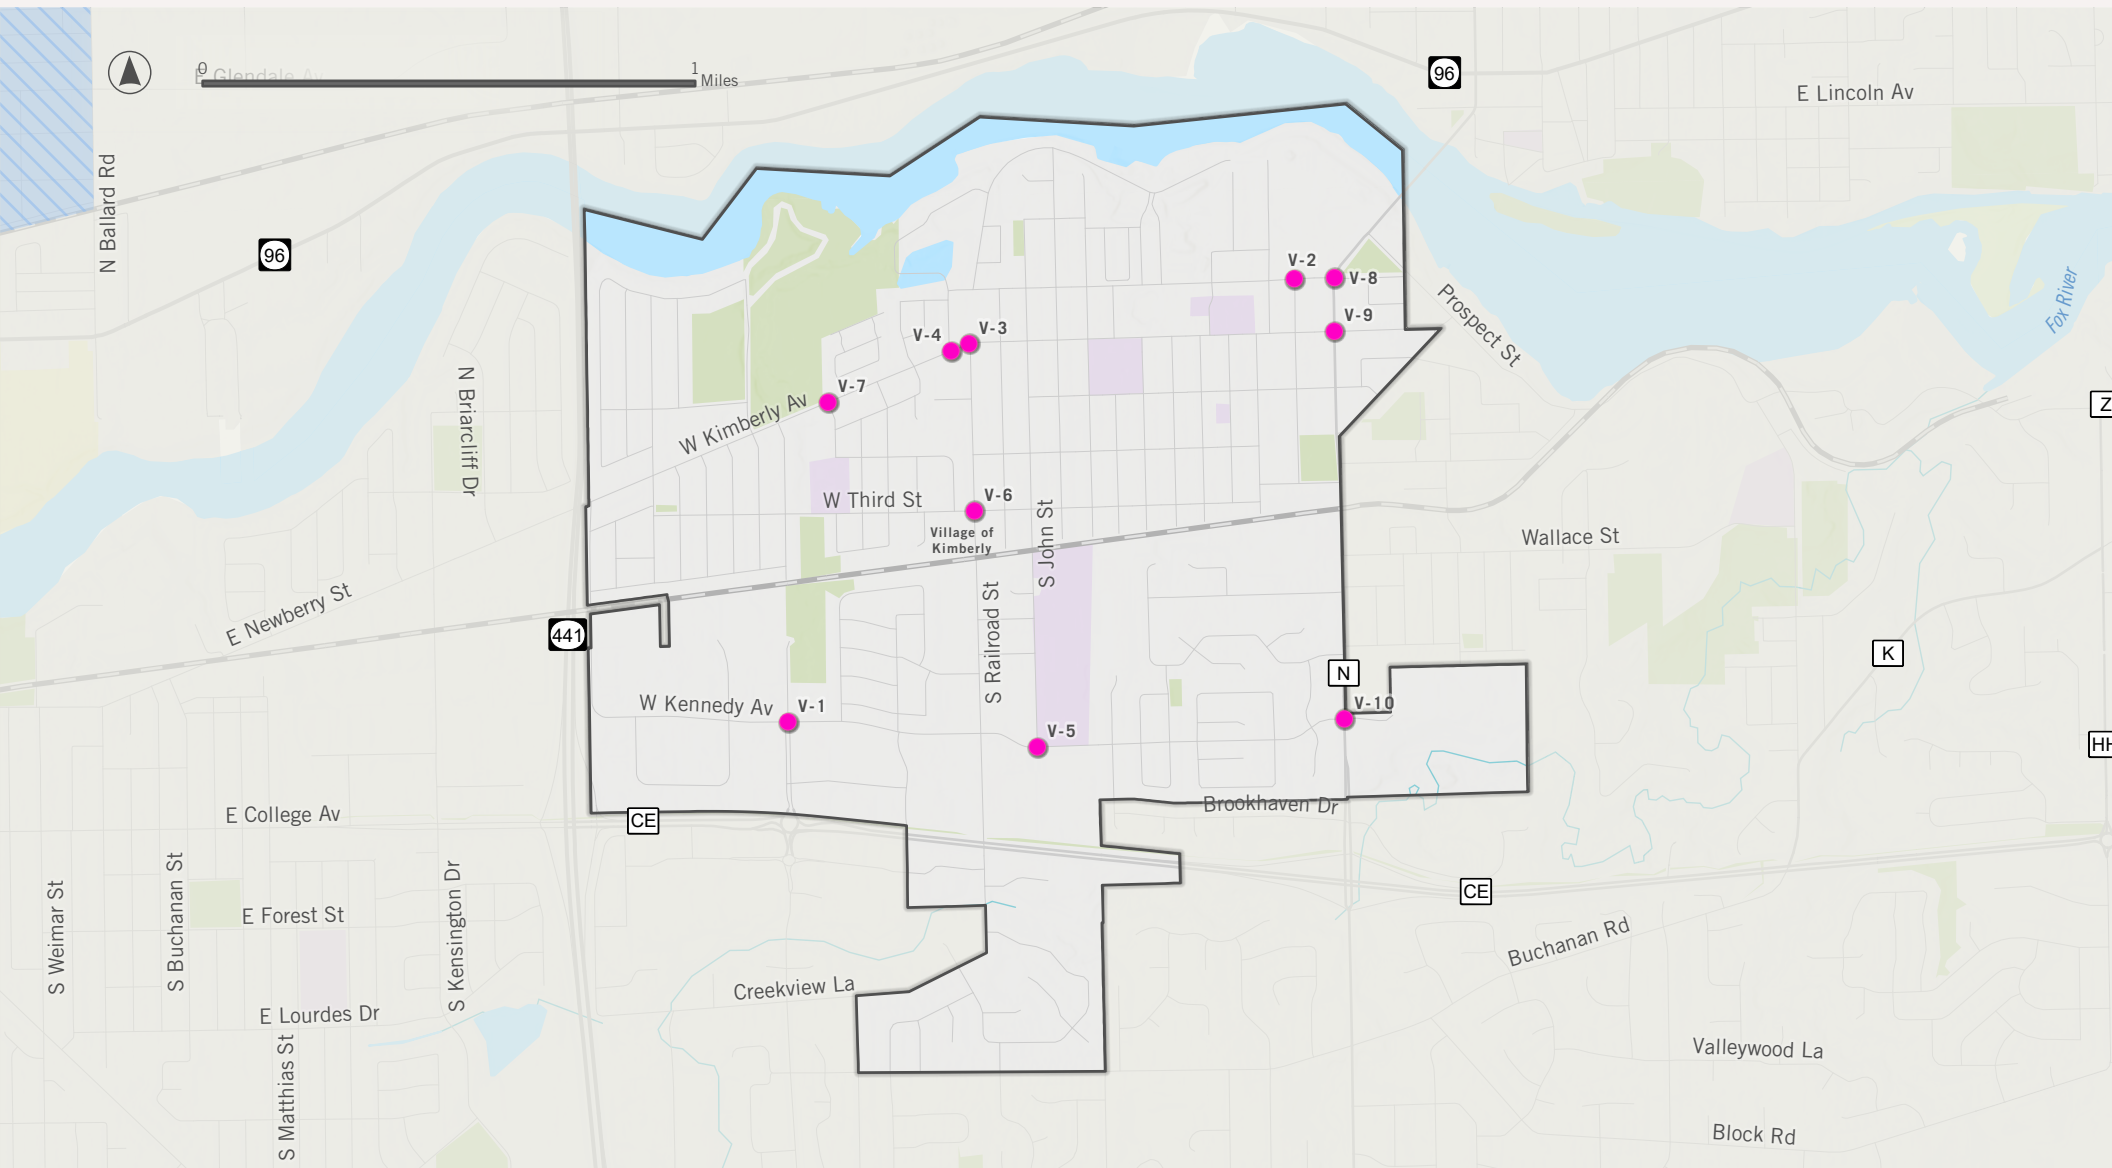 E Glendale Av
0
1
Miles
96
E Lincoln Av
N Ballard Rd
96
V-2
V-8
V-9
Prospect St
Fox River
V-4
V-3
V-7
W Kimberly Av
N Briarcliff Dr
Z
W Third St
V-6
Village of
Kimberly
S John St
Wallace St
E Newberry St
441
S Railroad St
N
K
W Kennedy Av
V-1
V-10
V-5
HH
E College Av
CE
Brookhaven Dr
S Weimar St
S Buchanan St
E Forest St
S Kensington Dr
CE
Buchanan Rd
Creekview La
E Lourdes Dr
S Matthias St
Valleywood La
Block Rd